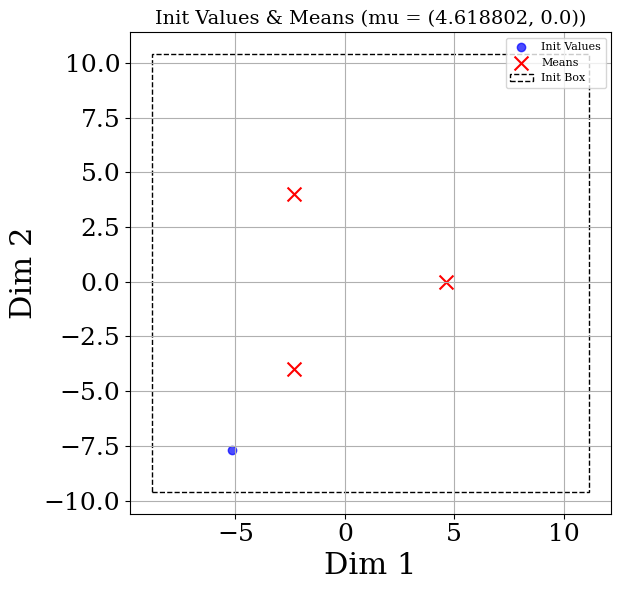 Init Values & Means (mu = (4.618802, 0.0))
Init Values
Means
Init Box
Dim 2
10.0
7.5
5.0
2.5
0.0
−2.5
−5.0
−7.5
−10.0
−5 0 5 10
Dim 1